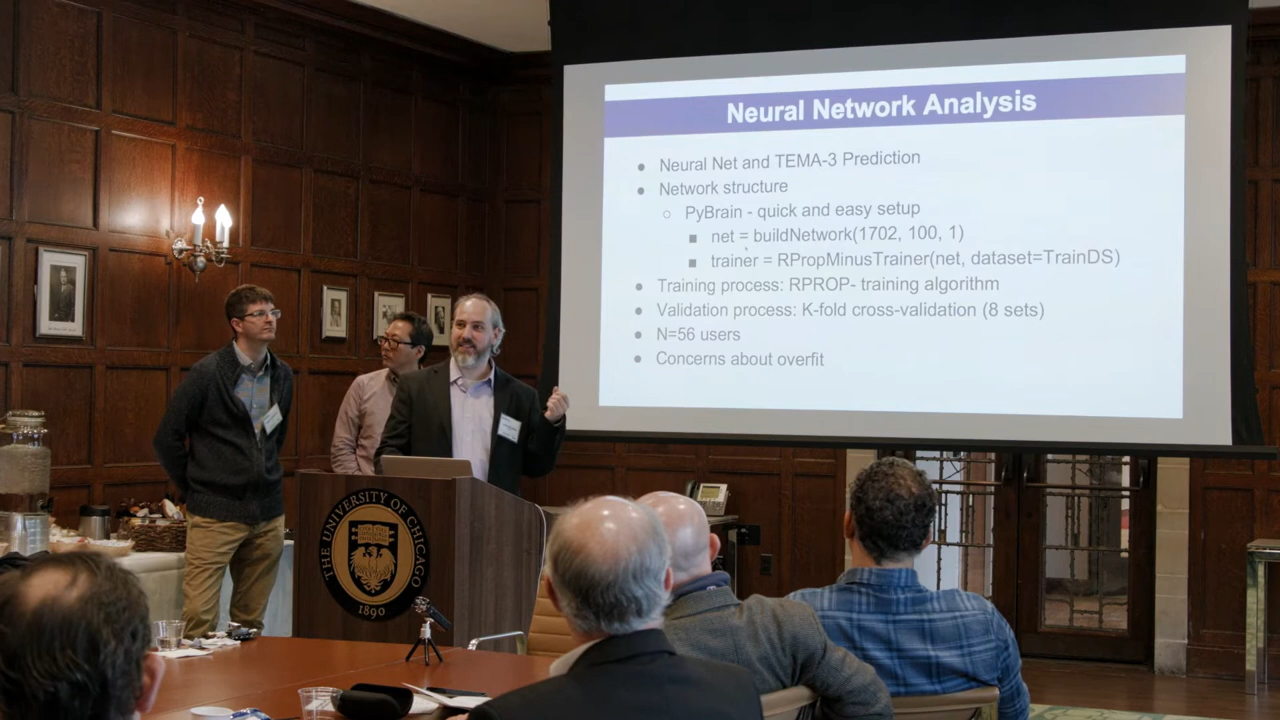 Neural Network Analysis
● Neural Net and TEMA-3 Prediction
● Network structure
○ PyBrain - quick and easy setup
■ net = buildNetwork(1702, 100, 1)
■ trainer = RPropMinusTrainer(net, dataset=TrainDS)
● Training process: RPROP- training algorithm
● Validation process: K-fold cross-validation (8 sets)
● N=56 users
● Concerns about overfit
THE UNIVERSITY OF CHICAGO
1890